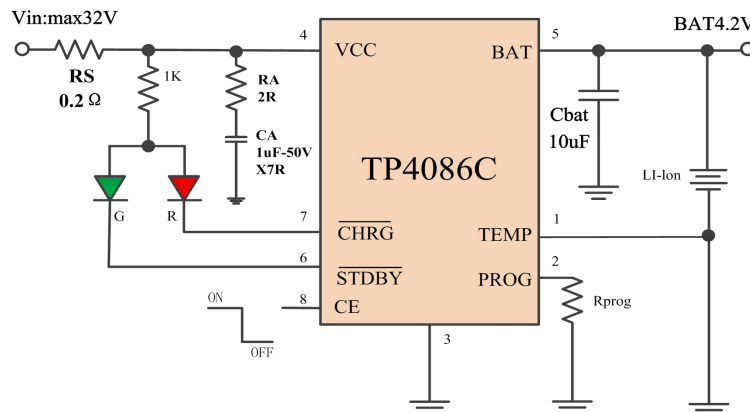 Vin:max32V
BAT4.2V
RS
0.2 Ω
1K
RA
2R
CA
1uF-50V
X7R
G
R
4
VCC
BAT
5
TP4086C
Cbat
10uF
LI-lon
7
CHRG
TEMP
1
6
STDBY
PROG
2
8
CE
ON
OFF
Rprog
3